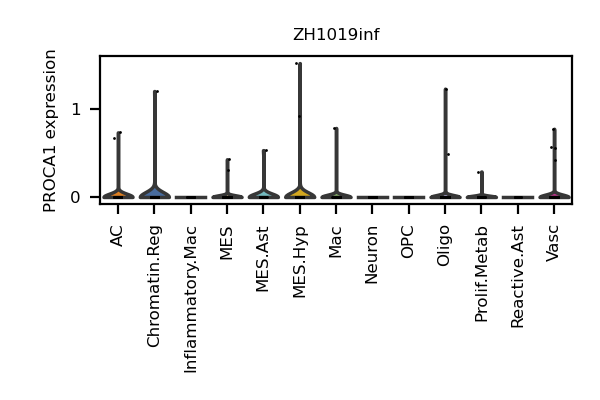 ZH1019inf
PROCA1 expression
1
0
AC
Chromatin.Reg
Inflammatory.Mac
MES
MES.Ast
MES.Hyp
Mac
Neuron
OPC
Oligo
Prolif.Metab
Reactive.Ast
Vasc